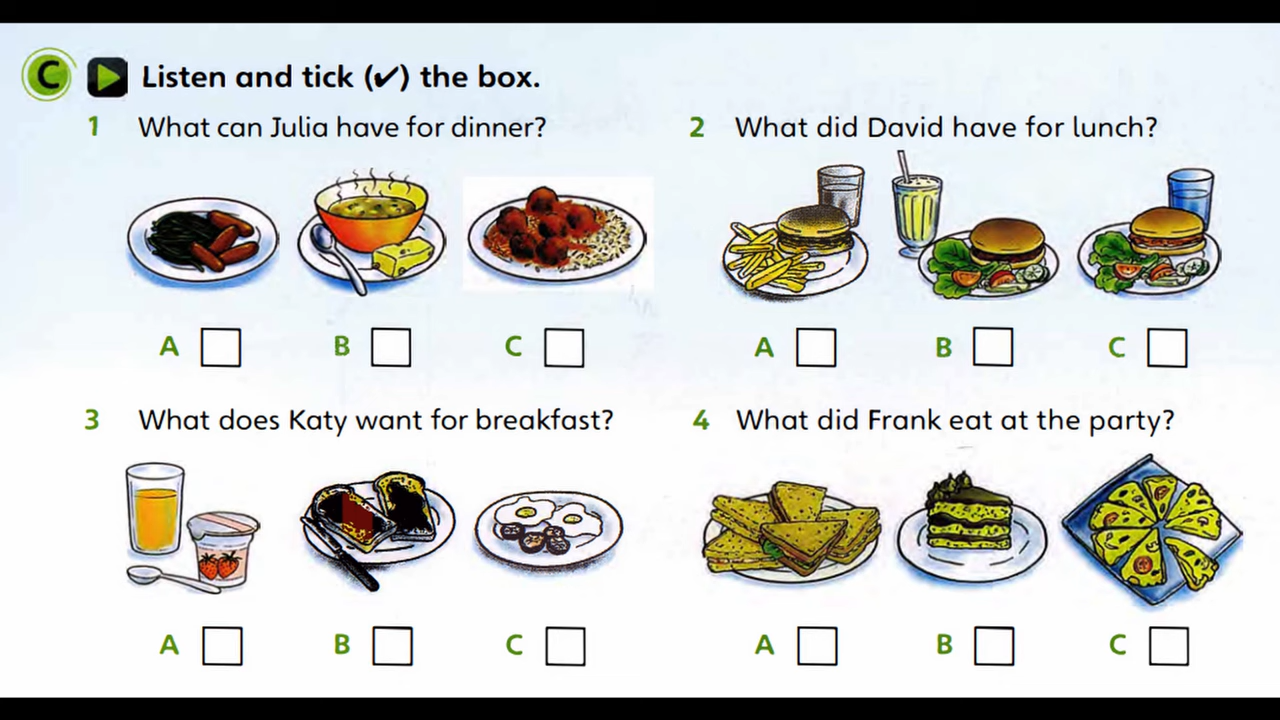 C Listen and tick (✔) the box.
1 What can Julia have for dinner?
A B C
2 What did David have for lunch?
A B C
3 What does Katy want for breakfast?
A B C
4 What did Frank eat at the party?
A B C